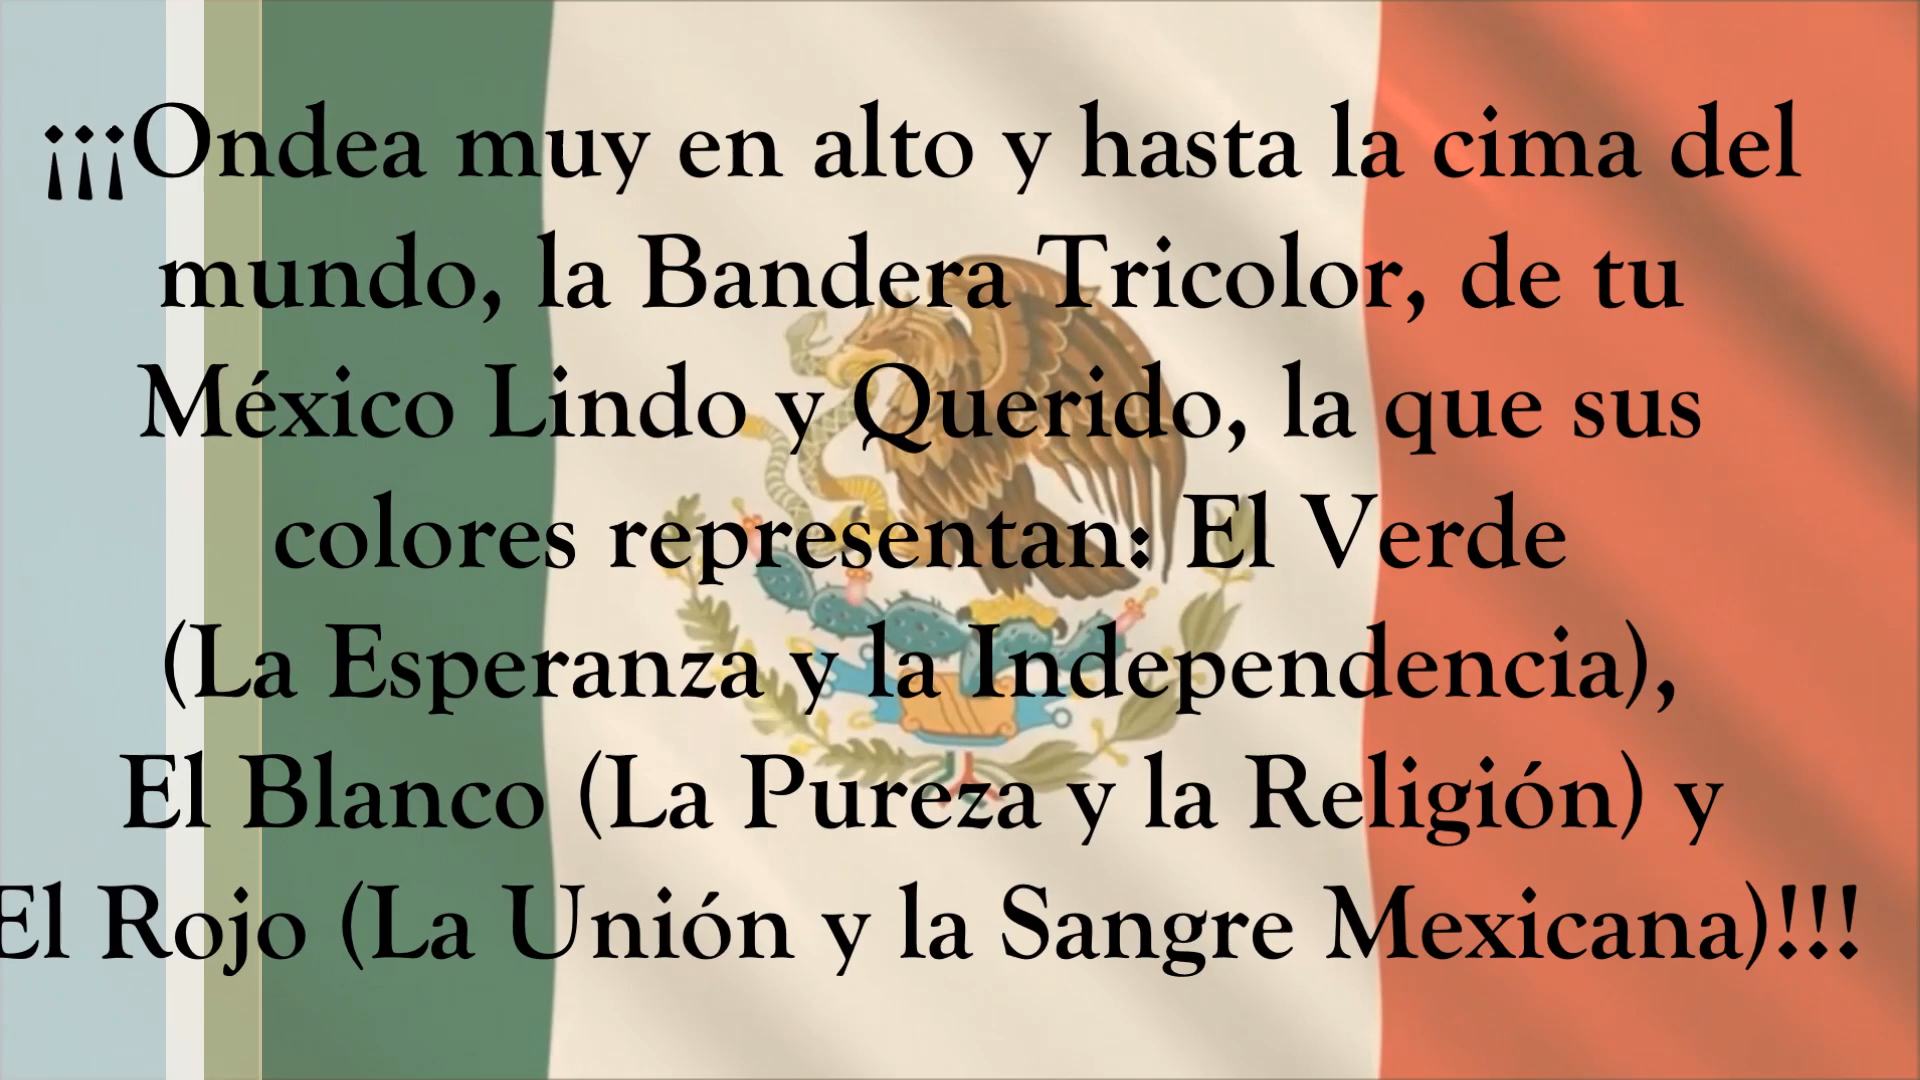 ¡¡¡Ondea muy en alto y hasta la cima del
mundo, la Bandera Tricolor, de tu
México Lindo y Querido, la que sus
colores representan: El Verde
(La Esperanza y la Independencia),
El Blanco (La Pureza y la Religión) y
El Rojo (La Unión y la Sangre Mexicana)!!!